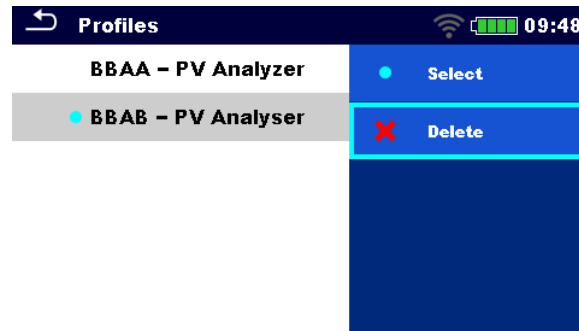 Profiles 09:48
BBAA – PV Analyzer
Select
BBAB – PV Analyser
Delete